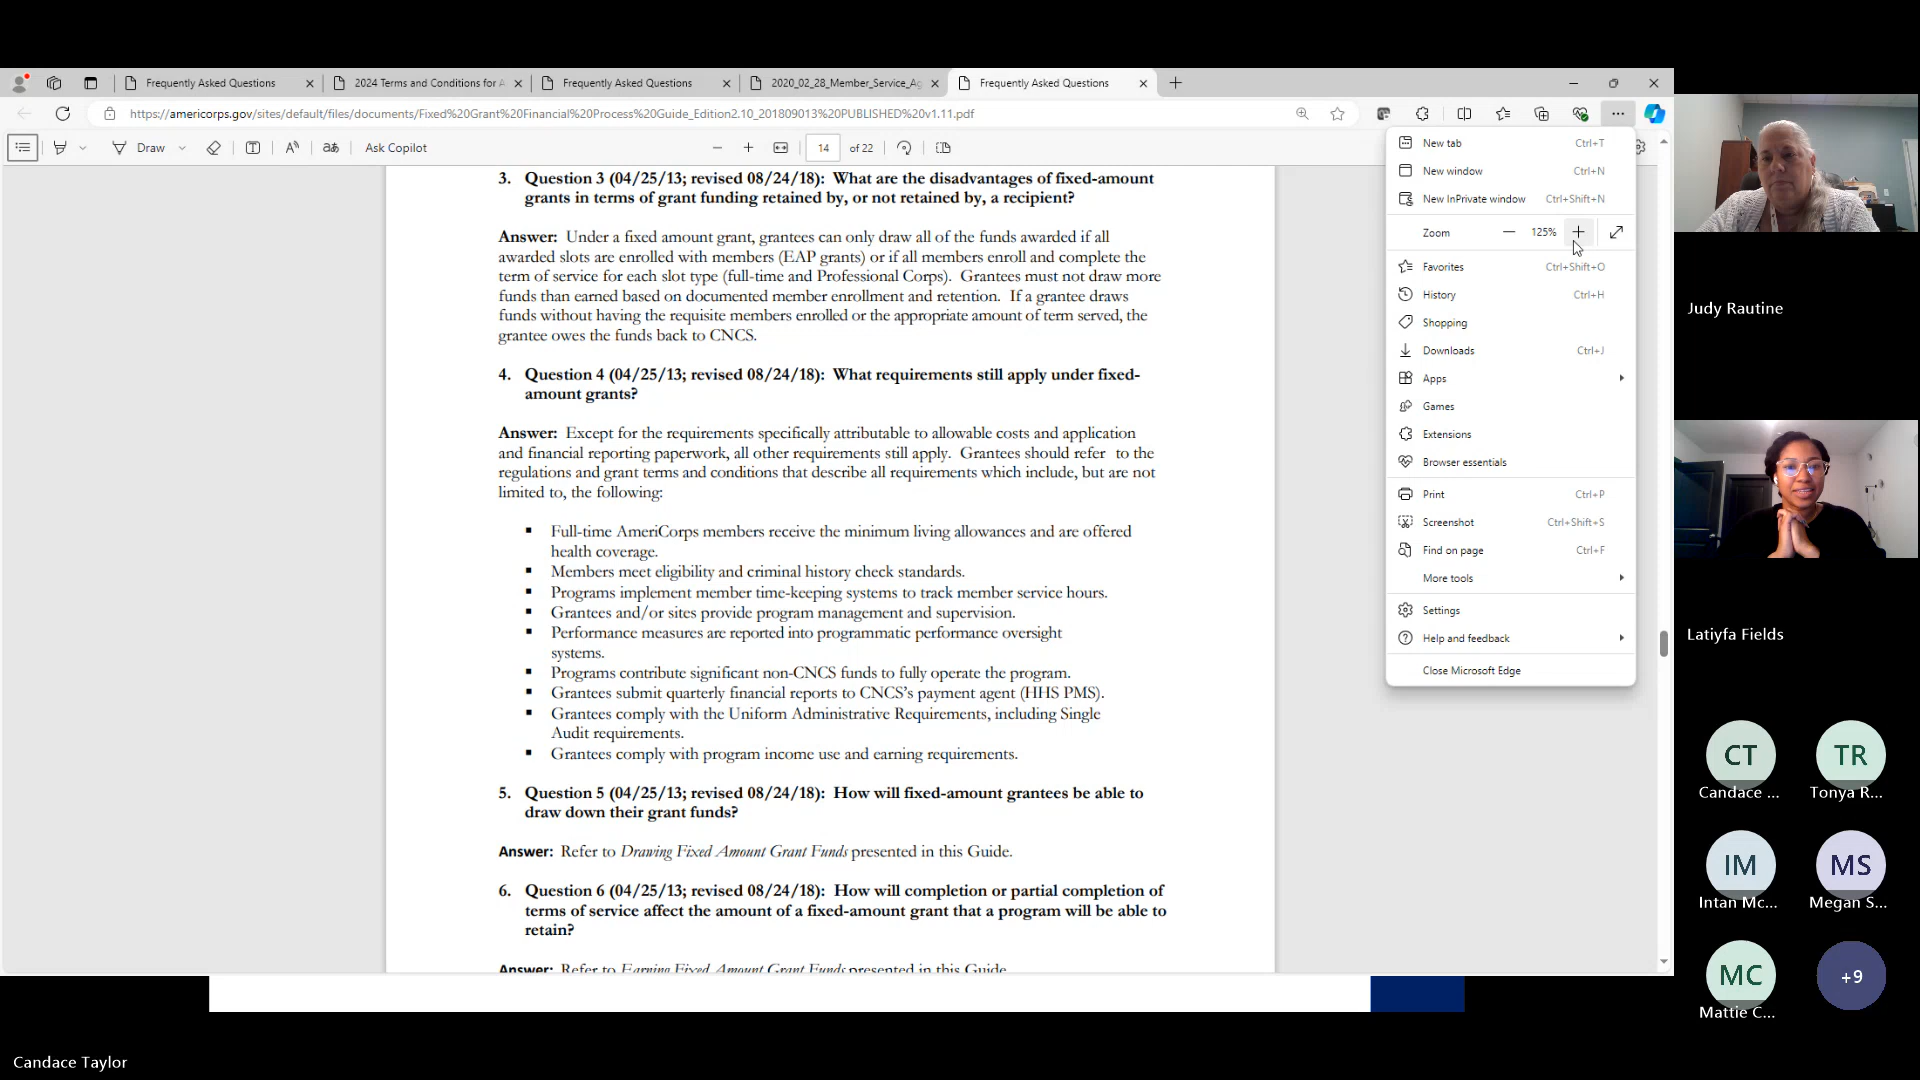 Frequently Asked Questions
2024 Terms and Conditions for A
Frequently Asked Questions
2020_02_28_Member_Service_Ag
Frequently Asked Questions
https://americorps.gov/sites/default/files/documents/Fixed%20Grant%20Financial%20Process%20Guide_Edition2.10_201809013%20PUBLISHED%20v1.11.pdf
Draw
Ask Copilot
14 of 22
3. Question 3 (04/25/13; revised 08/24/18): What are the disadvantages of fixed-amount
grants in terms of grant funding retained by, or not retained by, a recipient?
Answer: Under a fixed amount grant, grantees can only draw all of the funds awarded if all
awarded slots are enrolled with members (EAP grants) or if all members enroll and complete the
term of service for each slot type (full-time and Professional Corps). Grantees must not draw more
funds than earned based on documented member enrollment and retention. If a grantee draws
funds without having the requisite members enrolled or the appropriate amount of term served, the
grantee owes the funds back to CNCS.
4. Question 4 (04/25/13; revised 08/24/18): What requirements still apply under fixed-
amount grants?
Answer: Except for the requirements specifically attributable to allowable costs and application
and financial reporting paperwork, all other requirements still apply. Grantees should refer to the
regulations and grant terms and conditions that describe all requirements which include, but are not
limited to, the following:
▪ Full-time AmeriCorps members receive the minimum living allowances and are offered
health coverage.
▪ Members meet eligibility and criminal history check standards.
▪ Programs implement member time-keeping systems to track member service hours.
▪ Grantees and/or sites provide program management and supervision.
▪ Performance measures are reported into programmatic performance oversight
systems.
▪ Programs contribute significant non-CNCS funds to fully operate the program.
▪ Grantees submit quarterly financial reports to CNCS's payment agent (HHS PMS).
▪ Grantees comply with the Uniform Administrative Requirements, including Single
Audit requirements.
▪ Grantees comply with program income use and earning requirements.
5. Question 5 (04/25/13; revised 08/24/18): How will fixed-amount grantees be able to
draw down their grant funds?
Answer: Refer to Drawing Fixed Amount Grant Funds presented in this Guide.
6. Question 6 (04/25/13; revised 08/24/18): How will completion or partial completion of
terms of service affect the amount of a fixed-amount grant that a program will be able to
retain?
Answer: Refer to Earning Fixed Amount Grant Funds presented in this Guide
New tab Ctrl+T
New window Ctrl+N
New InPrivate window Ctrl+Shift+N
Zoom 125%
Favorites Ctrl+Shift+O
History Ctrl+H
Shopping
Downloads Ctrl+J
Apps
Games
Extensions
Browser essentials
Print Ctrl+P
Screenshot Ctrl+Shift+S
Find on page Ctrl+F
More tools
Settings
Help and feedback
Close Microsoft Edge
Judy Rautine
Latiyfa Fields
CT
Candace ...
TR
Tonya R...
IM
Intan Mc...
MS
Megan S...
MC
Mattie C...
+9
Candace Taylor